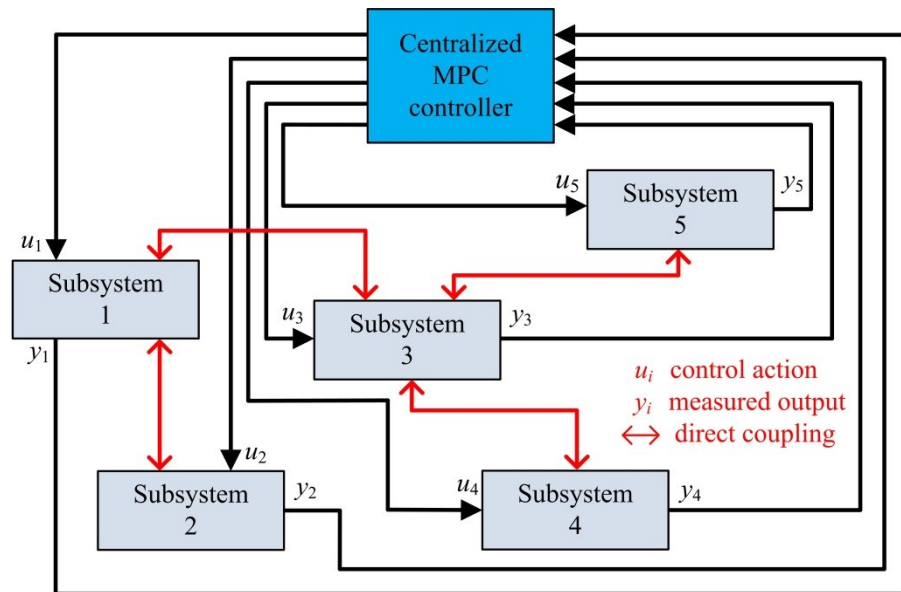 Centralized
MPC
controller
u5
Subsystem
5
y5
u1
Subsystem
1
y1
u3
Subsystem
3
y3
ui control action
yi measured output
direct coupling
u2
Subsystem
2
y2
u4
Subsystem
4
y4